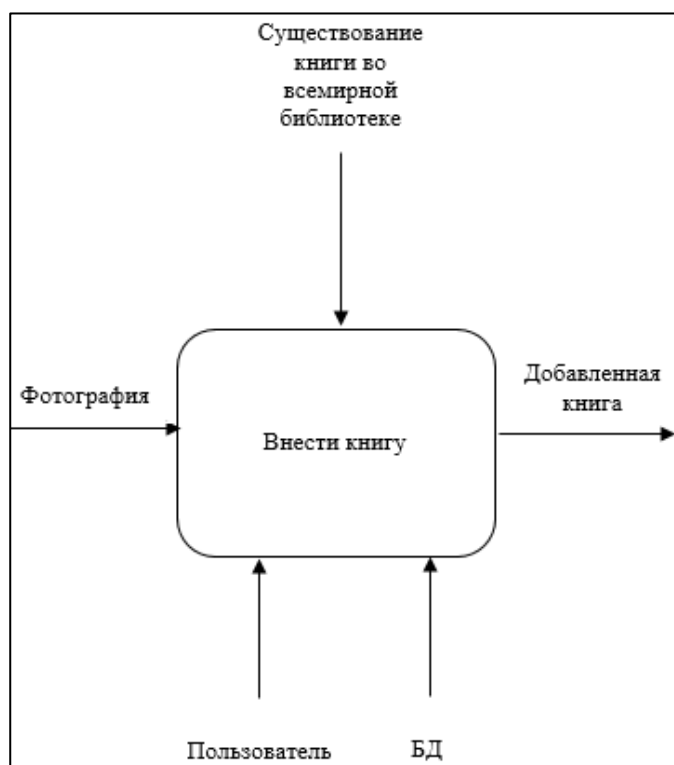 Существование
книги во
всемирной
библиотеке
Фотография
Добавленная
книга
Внести книгу
Пользователь
БД